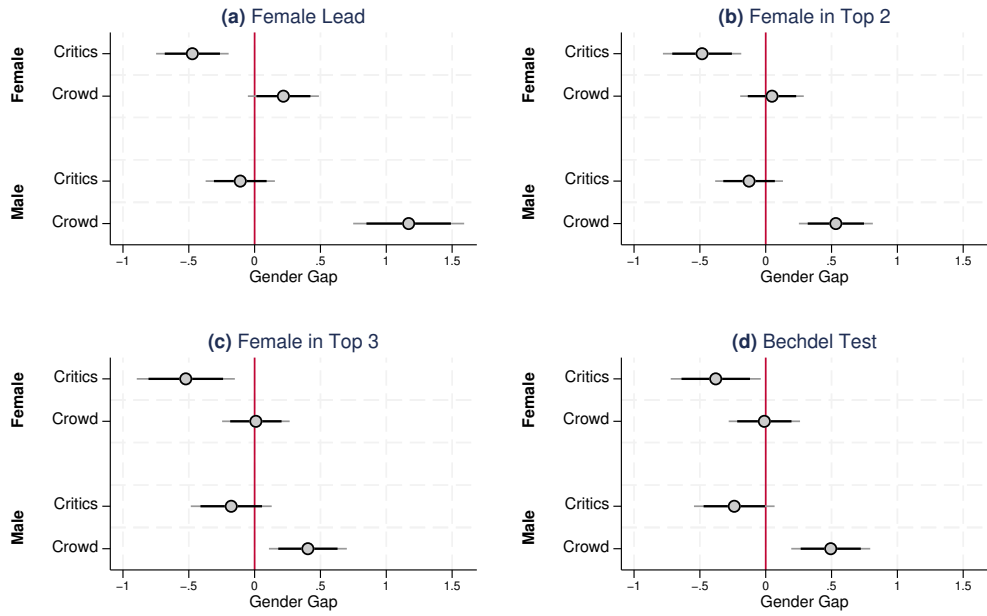 (a) Female Lead
Female
Critics
Crowd
Male
Critics
Crowd
−1 −.5 0 .5 1 1.5
Gender Gap
(b) Female in Top 2
Female
Critics
Crowd
Male
Critics
Crowd
−1 −.5 0 .5 1 1.5
Gender Gap
(c) Female in Top 3
Female
Critics
Crowd
Male
Critics
Crowd
−1 −.5 0 .5 1 1.5
Gender Gap
(d) Bechdel Test
Female
Critics
Crowd
Male
Critics
Crowd
−1 −.5 0 .5 1 1.5
Gender Gap